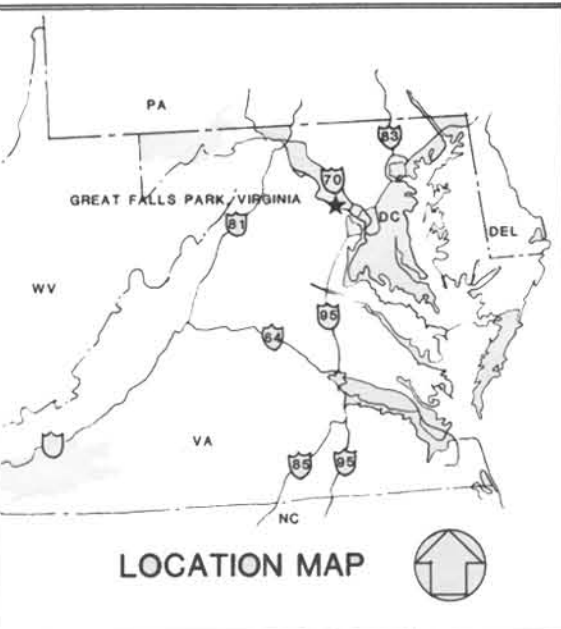 PA
83
70
GREAT FALLS PARK, VIRGINIA
DC
81
DEL
WV
95
64
VA
85
95
NC
LOCATION MAP